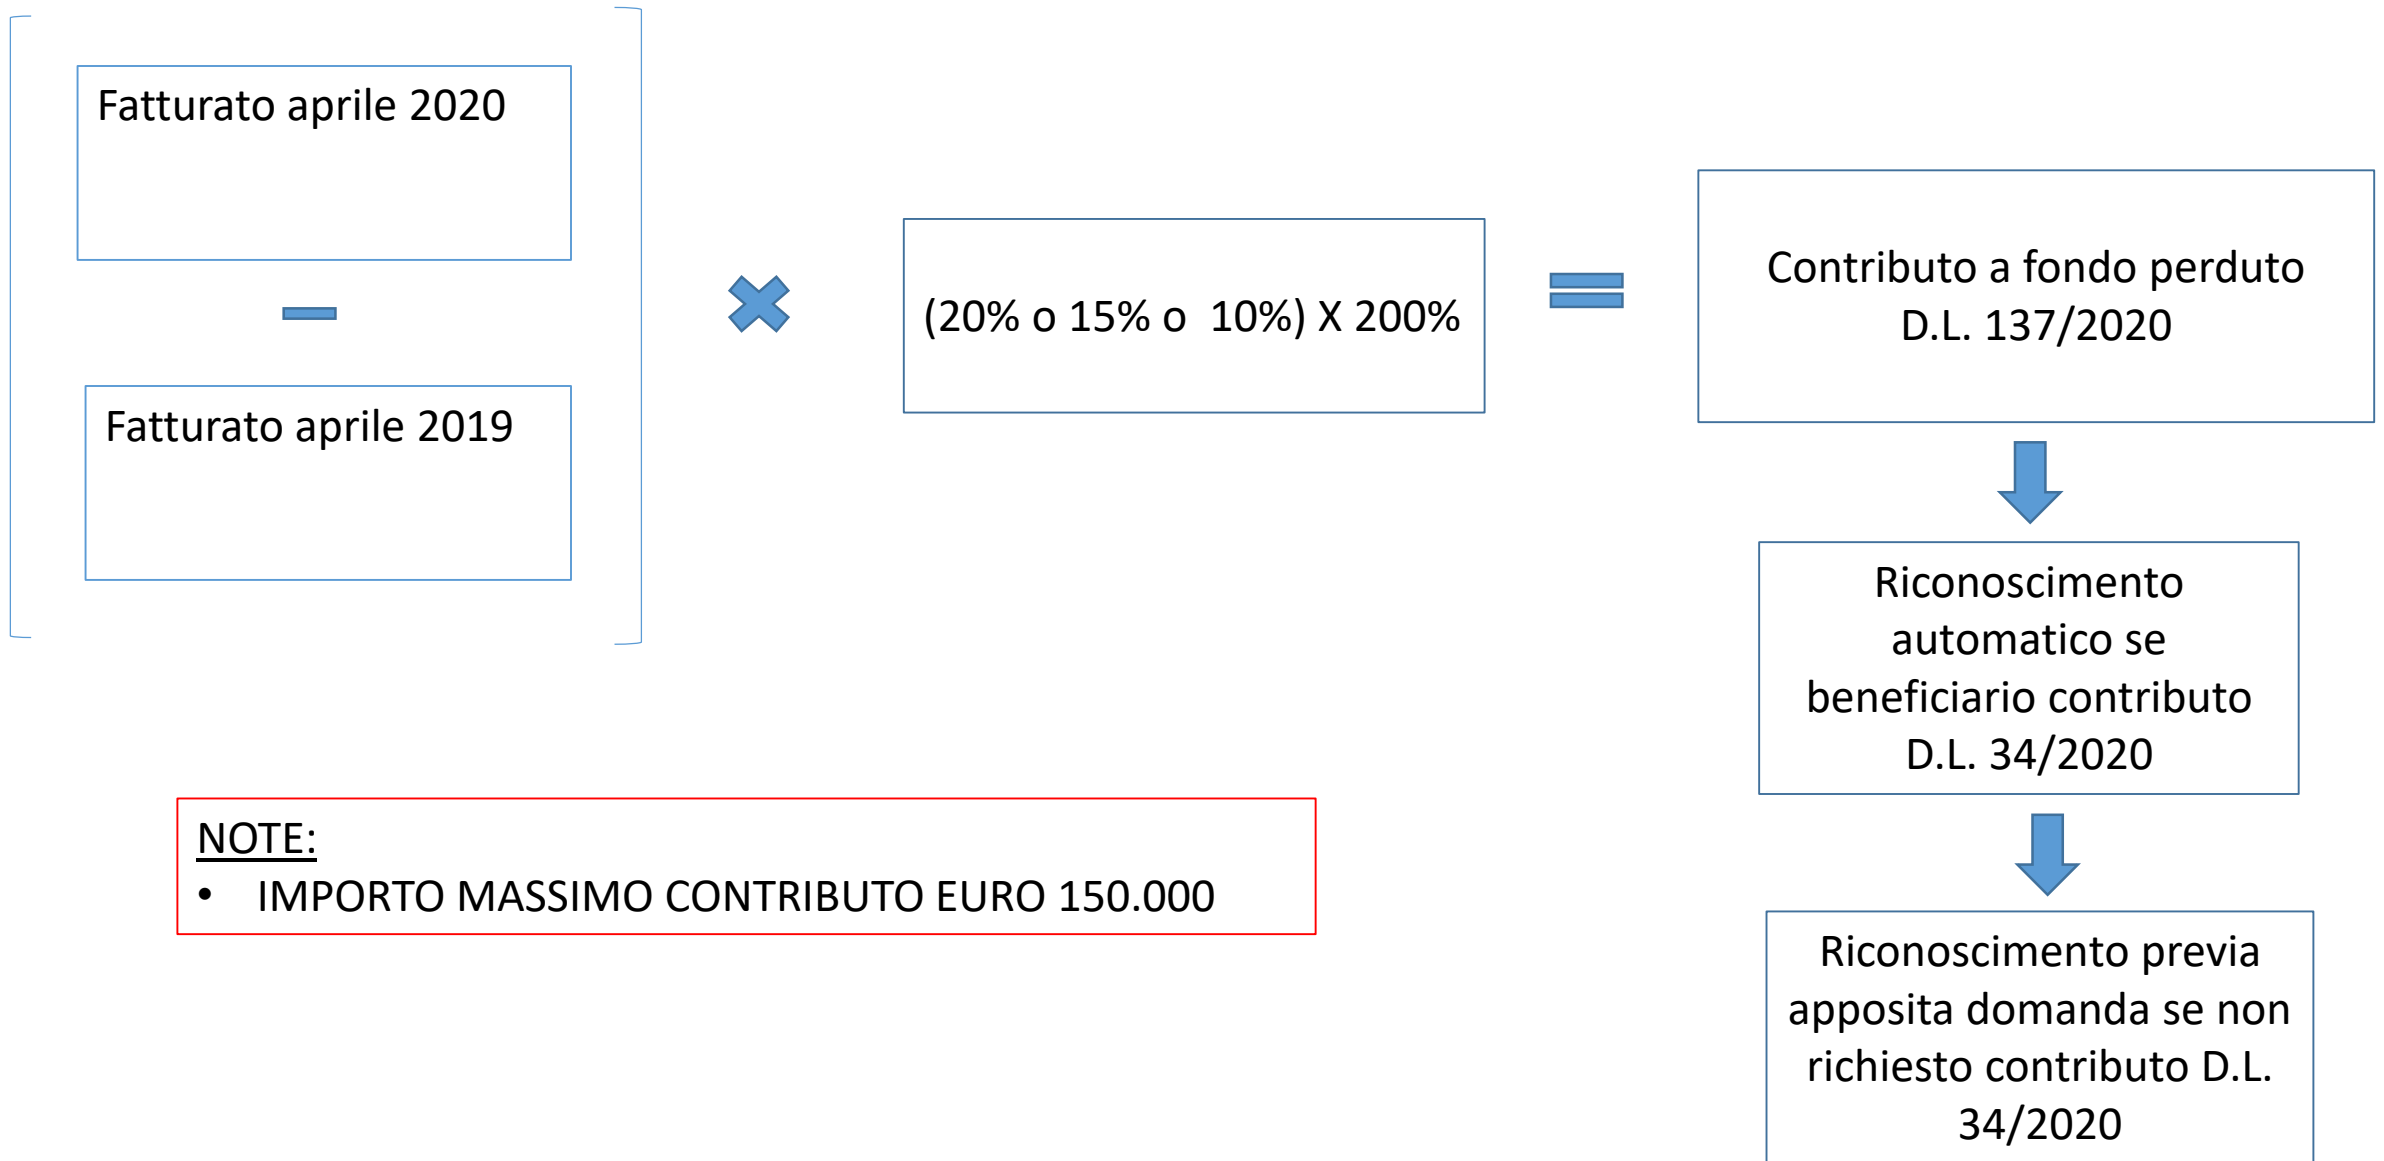 Fatturato aprile 2020
Fatturato aprile 2019
(20% o 15% o  10%) X 200%
Contributo a fondo perduto
D.L. 137/2020
Riconoscimento
automatico se
beneficiario contributo
D.L. 34/2020
Riconoscimento previa
apposita domanda se non
richiesto contributo D.L.
34/2020
NOTE:
• IMPORTO MASSIMO CONTRIBUTO EURO 150.000